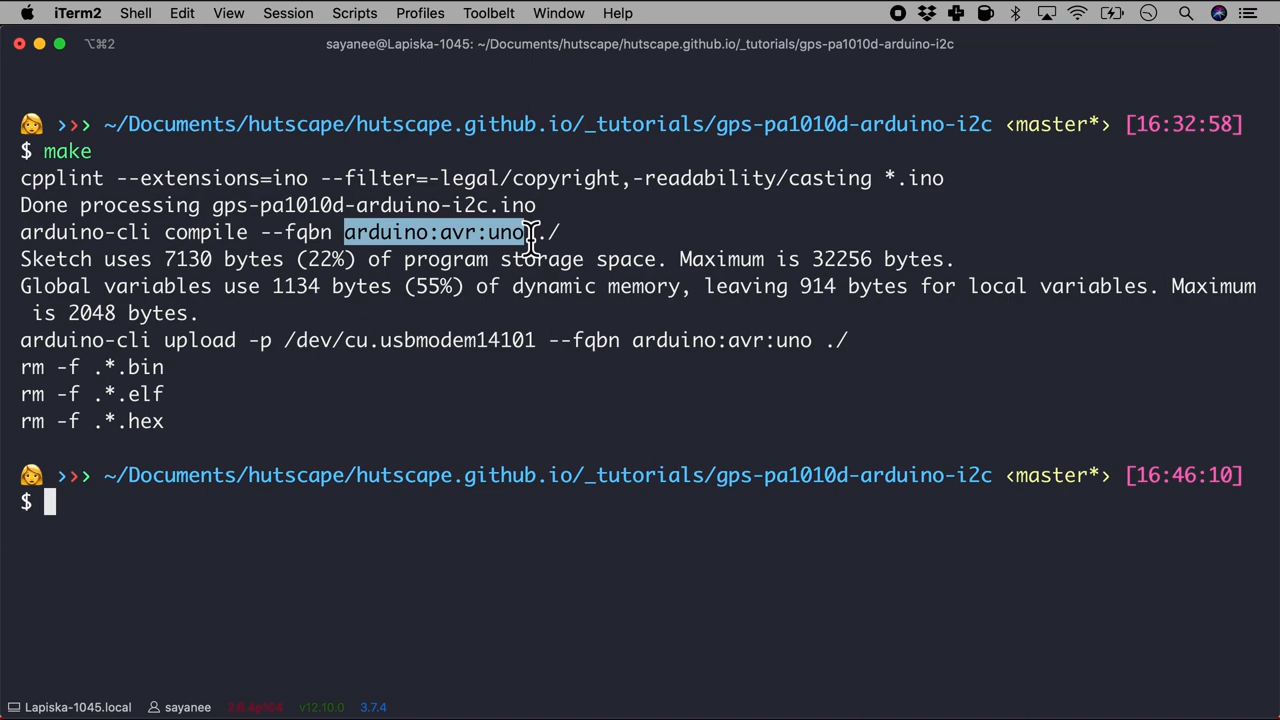 iTerm2 Shell Edit View Session Scripts Profiles Toolbelt Window Help
⌥⌘2 sayanee@Lapiska-1045: ~/Documents/hutscape/hutscape.github.io/_tutorials/gps-pa1010d-arduino-i2c
››› ~/Documents/hutscape/hutscape.github.io/_tutorials/gps-pa1010d-arduino-i2c ‹master*› [16:32:58]
$ make
cpplint --extensions=ino --filter=-legal/copyright,-readability/casting *.ino
Done processing gps-pa1010d-arduino-i2c.ino
arduino-cli compile --fqbn arduino:avr:uno ./
Sketch uses 7130 bytes (22%) of program storage space. Maximum is 32256 bytes.
Global variables use 1134 bytes (55%) of dynamic memory, leaving 914 bytes for local variables. Maximum
is 2048 bytes.
arduino-cli upload -p /dev/cu.usbmodem14101 --fqbn arduino:avr:uno ./
rm -f .*.bin
rm -f .*.elf
rm -f .*.hex
››› ~/Documents/hutscape/hutscape.github.io/_tutorials/gps-pa1010d-arduino-i2c ‹master*› [16:46:10]
$
Lapiska-1045.local sayanee v12.10.0 3.7.4